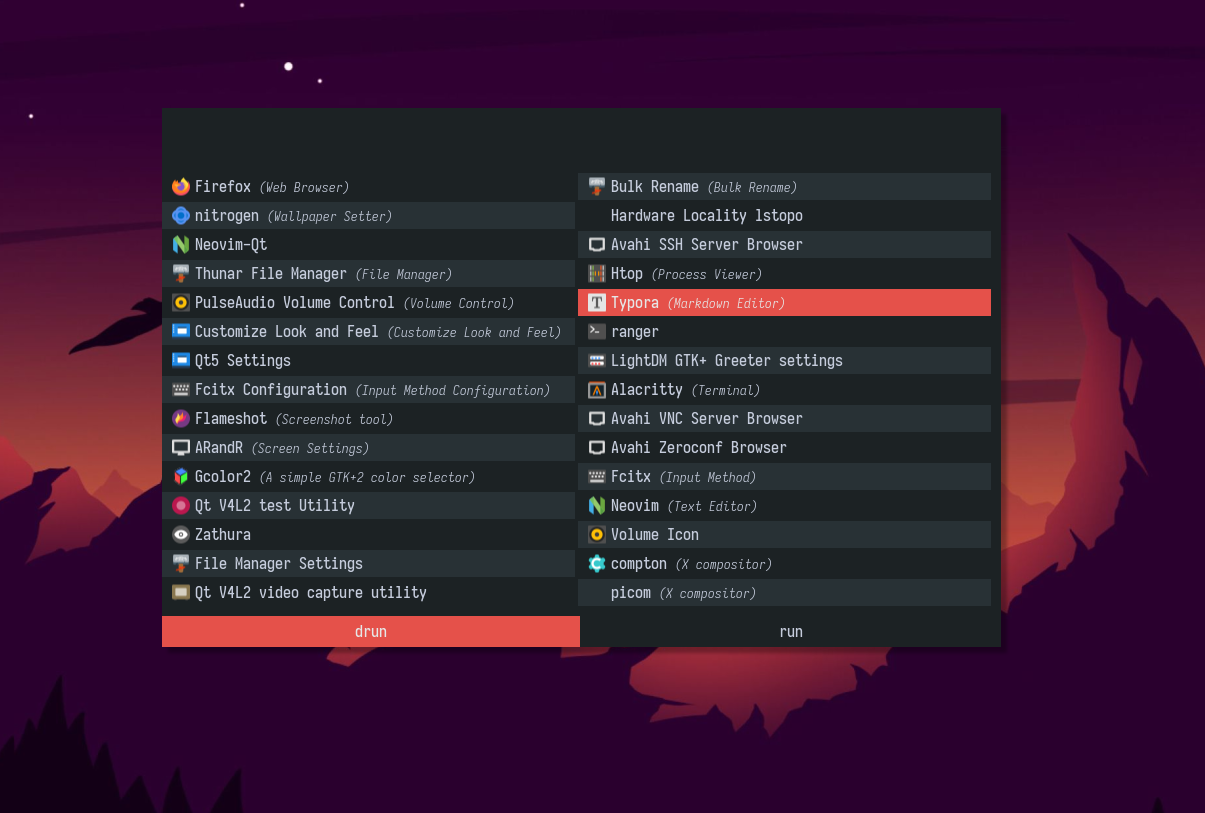 Firefox (Web Browser)
nitrogen (Wallpaper Setter)
Neovim-Qt
Thunar File Manager (File Manager)
PulseAudio Volume Control (Volume Control)
Customize Look and Feel (Customize Look and Feel)
Qt5 Settings
Fcitx Configuration (Input Method Configuration)
Flameshot (Screenshot tool)
ARandR (Screen Settings)
Gcolor2 (A simple GTK+2 color selector)
Qt V4L2 test Utility
Zathura
File Manager Settings
Qt V4L2 video capture utility
Bulk Rename (Bulk Rename)
Hardware Locality lstopo
Avahi SSH Server Browser
Htop (Process Viewer)
T Typora (Markdown Editor)
ranger
LightDM GTK+ Greeter settings
Alacritty (Terminal)
Avahi VNC Server Browser
Avahi Zeroconf Browser
Fcitx (Input Method)
Neovim (Text Editor)
Volume Icon
compton (X compositor)
picom (X compositor)
drun
run